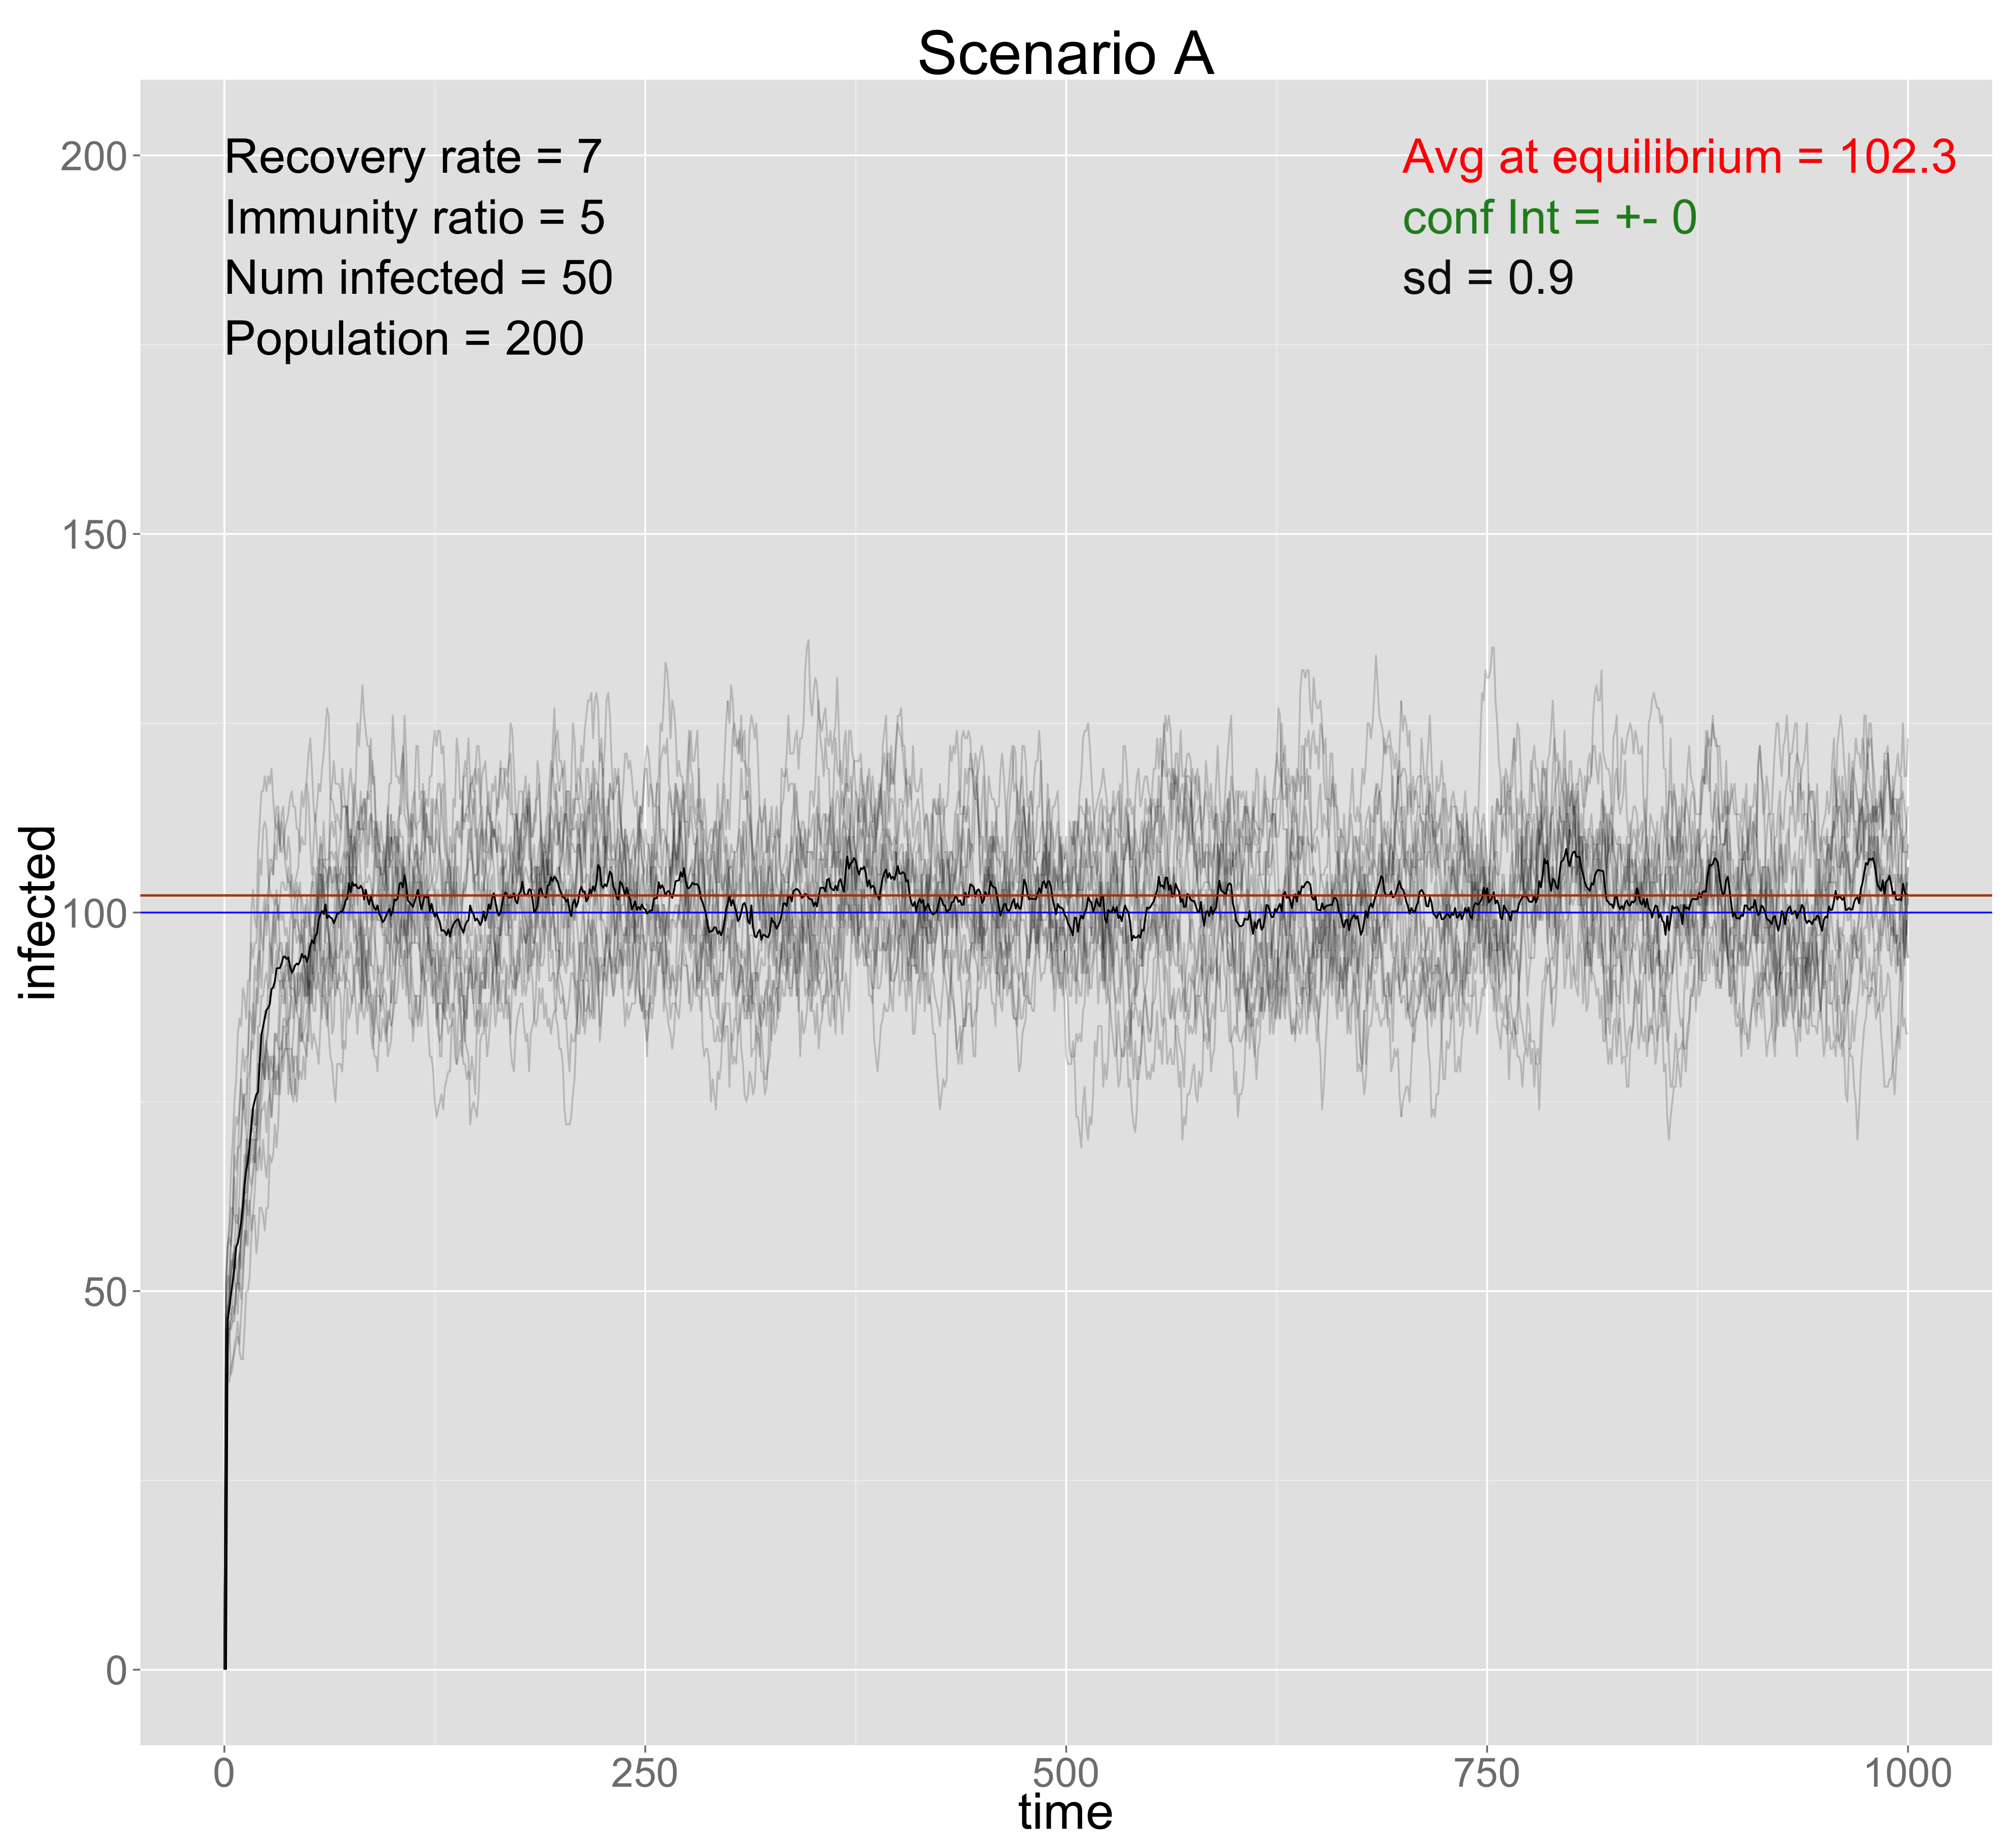 Scenario A
200
Recovery rate = 7
Avg at equilibrium = 102.3
Immunity ratio = 5
conf Int = +- 0
Num infected = 50
sd = 0.9
Population = 200
150
100
infected
50
0
0 250 500 750 1000
time